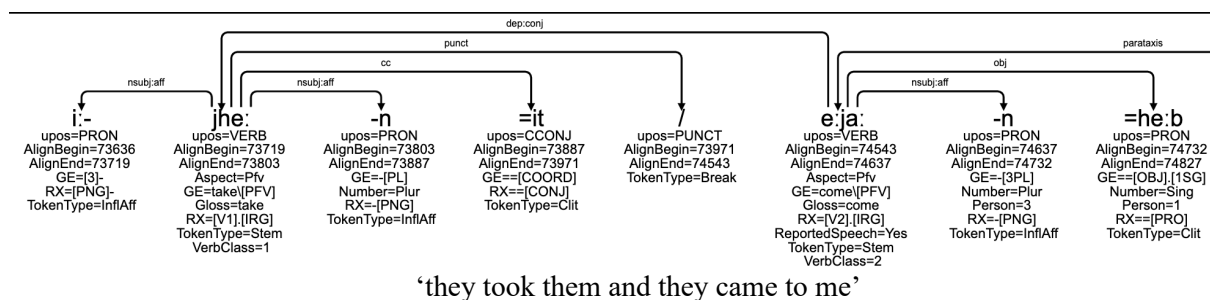 dep:conj
punct parataxis
cc obj
nsubj:aff nsubj:aff nsubj:aff
i:- jhe: -n =it / e:ja: -n =he:b
upos=PRON upos=VERB upos=PRON upos=CCONJ upos=PUNCT upos=VERB upos=PRON upos=PRON
AlignBegin=73636 AlignBegin=73719 AlignBegin=73803 AlignBegin=73887 AlignBegin=73971 AlignBegin=74543 AlignBegin=74637 AlignBegin=74732
AlignEnd=73719 AlignEnd=73803 AlignEnd=73887 AlignEnd=73971 AlignEnd=74543 AlignEnd=74637 AlignEnd=74732 AlignEnd=74827
GE=[3]- Aspect=Pfv GE=-[PL] GE==[COORD] TokenType=Break Aspect=Pfv GE=-[3PL] GE==[OBJ].[1SG]
RX=[PNG]- GE=take\[PFV] Number=Plur RX==[CONJ] GE=come\[PFV] Number=Plur Number=Sing
TokenType=InflAff Gloss=take RX=-[PNG] TokenType=Clit Gloss=come Person=3 Person=1
RX=[V1].[IRG] TokenType=InflAff RX=[V2].[IRG] RX=-[PNG] RX==[PRO]
TokenType=Stem ReportedSpeech=Yes TokenType=InflAff TokenType=Clit
VerbClass=1 TokenType=Stem
VerbClass=2
‘they took them and they came to me’